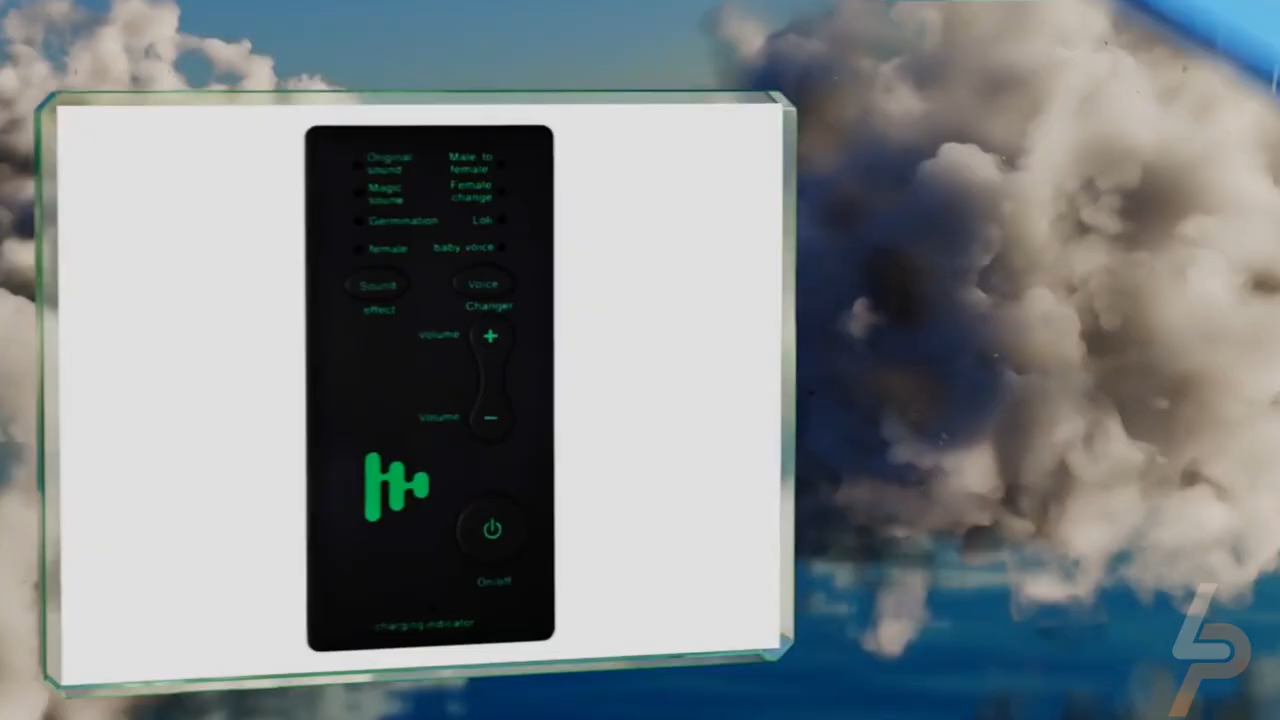 Original
sound
Male to
female
Magic
sound
Female
change
Germination
Loli
female
baby voice
Sound
effect
Voice
Changer
Volume +
Volume −
On/off
charging indicator